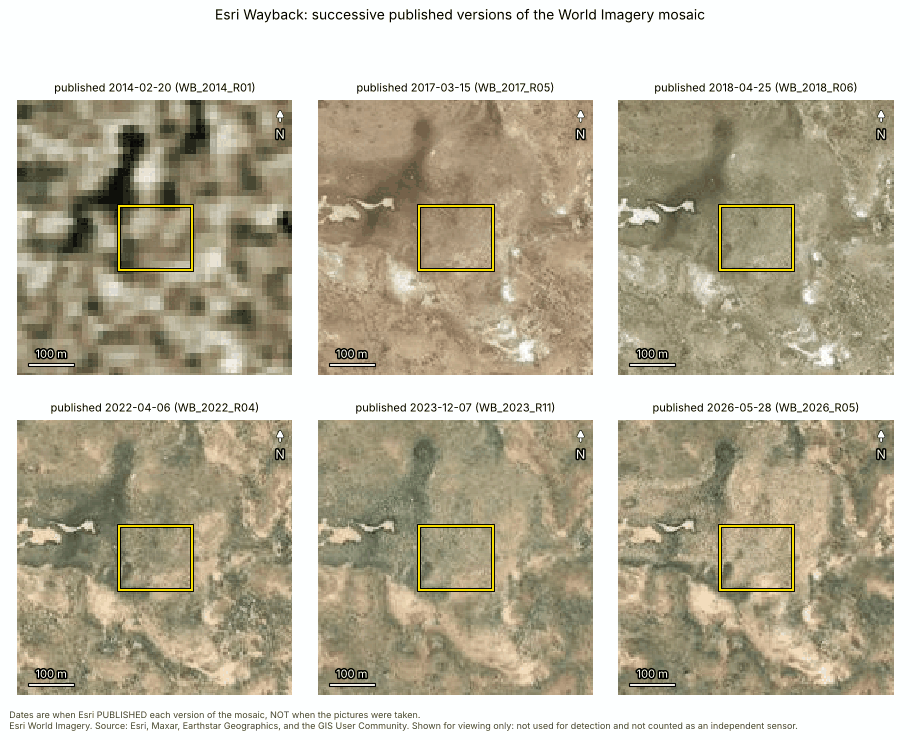 Esri Wayback: successive published versions of the World Imagery mosaic
published 2014-02-20 (WB_2014_R01)
published 2017-03-15 (WB_2017_R05)
published 2018-04-25 (WB_2018_R06)
N
N
N
100 m
100 m
100 m
published 2022-04-06 (WB_2022_R04)
published 2023-12-07 (WB_2023_R11)
published 2026-05-28 (WB_2026_R05)
N
N
N
100 m
100 m
100 m
Dates are when Esri PUBLISHED each version of the mosaic, NOT when the pictures were taken.
Esri World Imagery. Source: Esri, Maxar, Earthstar Geographics, and the GIS User Community. Shown for viewing only: not used for detection and not counted as an independent sensor.